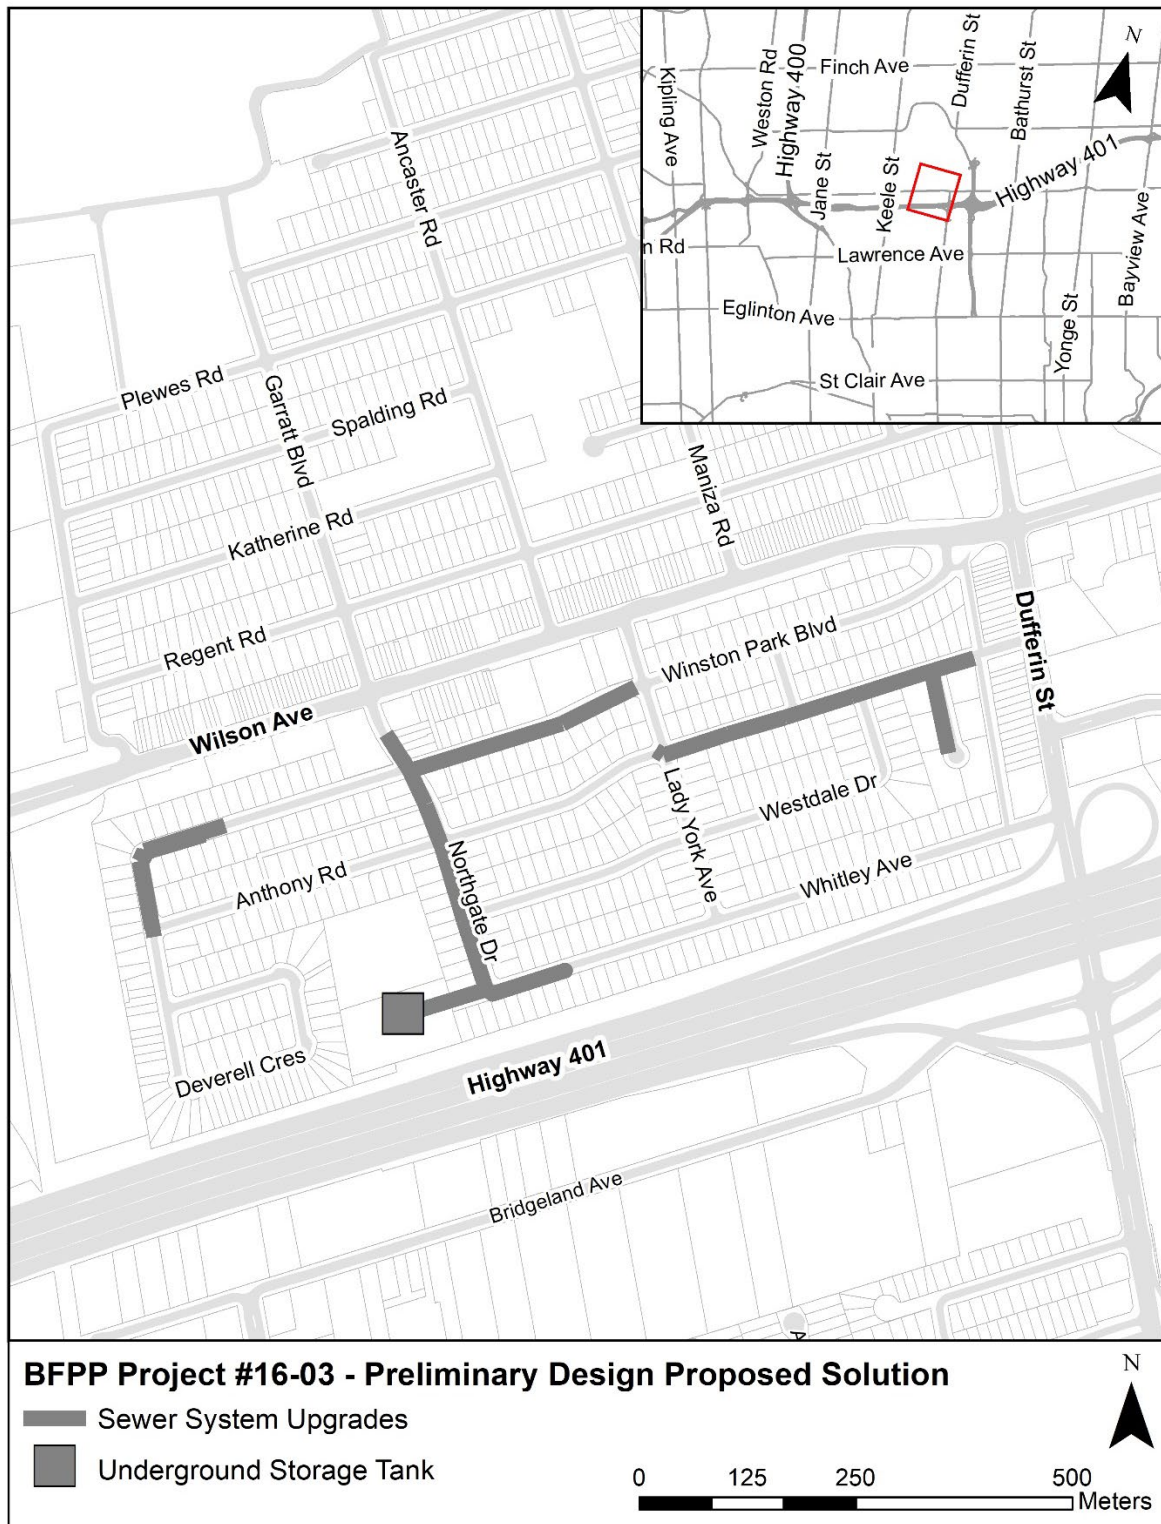 N
Finch Ave
Kipling Ave
Weston Rd
Highway 400
Dufferin St
Bathurst St
Jane St
Keele St
Highway 401
n Rd
Lawrence Ave
Bayview Ave
Eglinton Ave
Yonge St
St Clair Ave
Ancaster Rd
Plewes Rd
Garratt Blvd
Spalding Rd
Maniza Rd
Katherine Rd
Regent Rd
Winston Park Blvd
Dufferin St
Wilson Ave
Lady York Ave
Westdale Dr
Anthony Rd
Northgate Dr
Whitley Ave
Deverell Cres
Highway 401
Bridgeland Ave
A
BFPP Project #16-03 - Preliminary Design Proposed Solution
Sewer System Upgrades
Underground Storage Tank
N
0 125 250 500
Meters